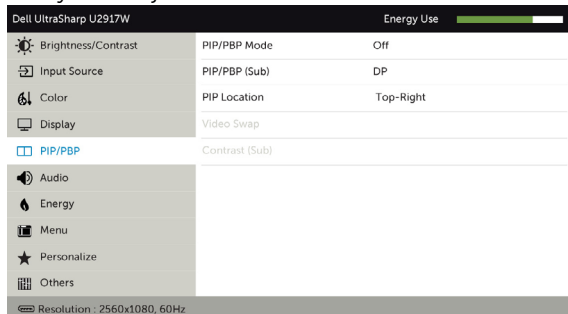 Dell UltraSharp U2917W Energy Use
Brightness/Contrast PIP/PBP Mode Off
Input Source PIP/PBP (Sub) DP
Color PIP Location Top-Right
Display Video Swap
PIP/PBP Contrast (Sub)
Audio
Energy
Menu
Personalize
Others
Resolution : 2560x1080, 60Hz